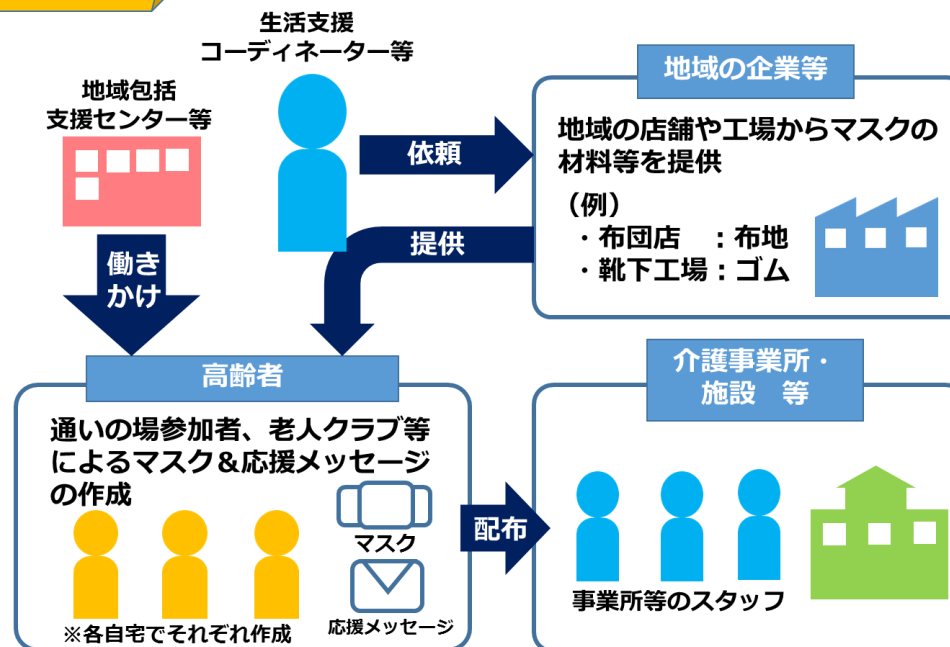 生活支援
コーディネーター等
地域包括
支援センター等
依頼
提供
働き
かけ
地域の企業等
地域の店舗や工場からマスクの
材料等を提供
（例）
・布団店　：布地
・靴下工場：ゴム
高齢者
通いの場参加者、老人クラブ等
によるマスク＆応援メッセージ
の作成
マスク
応援メッセージ
※各自宅でそれぞれ作成
配布
介護事業所・
施設　等
事業所等のスタッフ